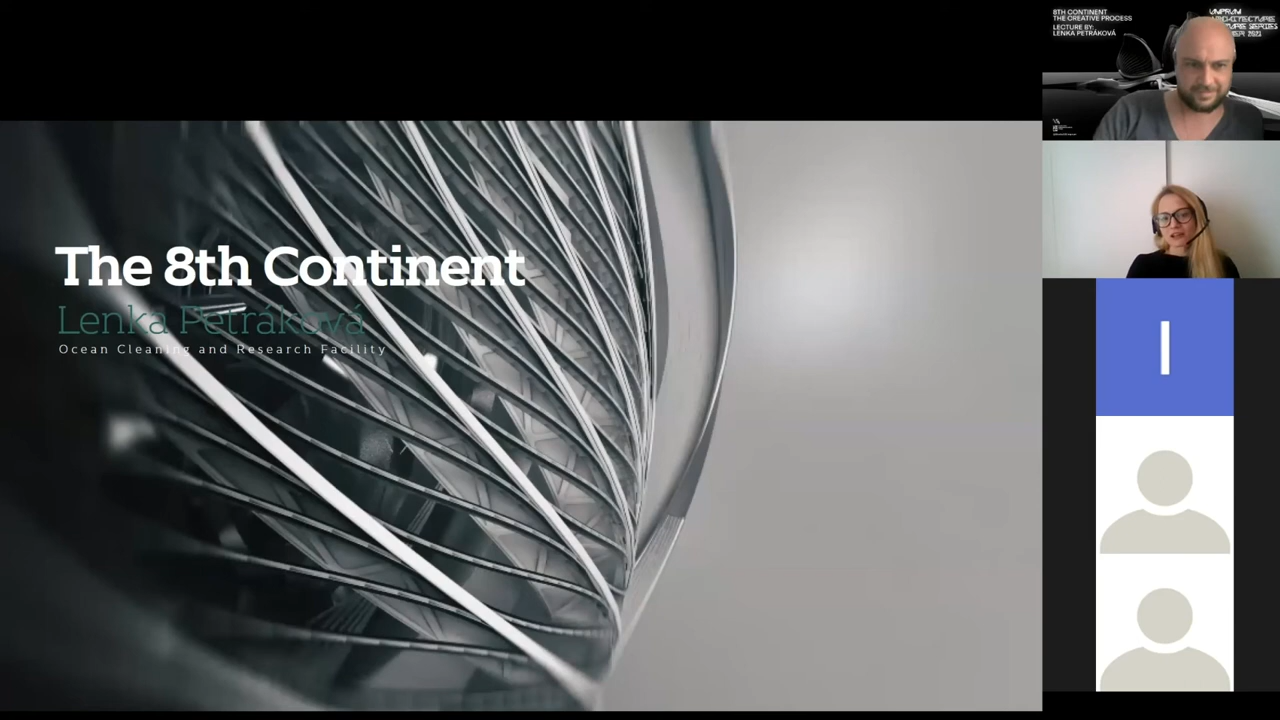 The 8th Continent
Lenka Petráková
Ocean Cleaning and Research Facility
8TH CONTINENT
THE CREATIVE PROCESS
LECTURE BY:
LENKA PETRÁKOVÁ
I